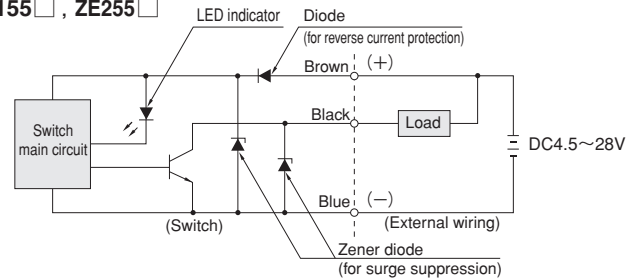 155□ , ZE255□
LED indicator
Diode
(for reverse current protection)
Brown
(+)
Black
Load
Switch
main circuit
DC4.5～28V
Blue
(−)
(Switch)
(External wiring)
Zener diode
(for surge suppression)